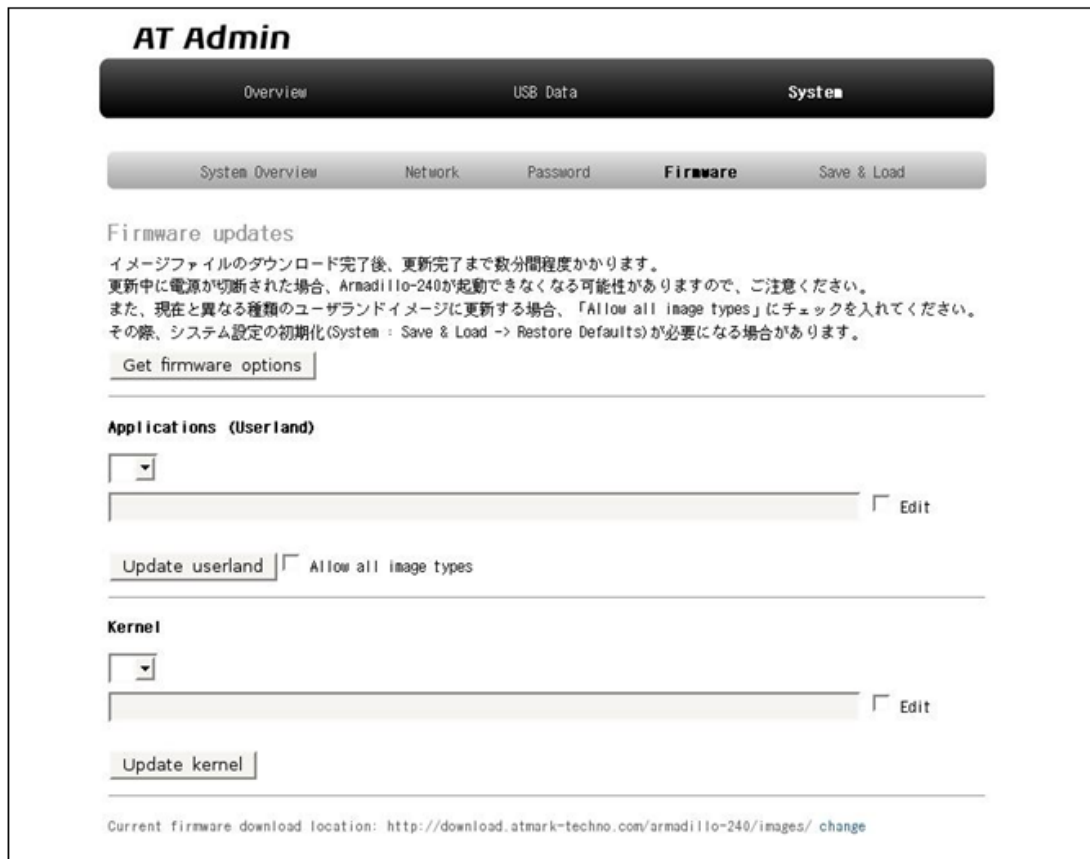 AT Admin
Overview USB Data System
System Overview Network Password Firmware Save & Load
Firmware updates
イメージファイルのダウンロード完了後、更新完了まで数分間程度かかります。
更新中に電源が切断された場合、Armadillo-240が起動できなくなる可能性がありますので、ご注意ください。
また、現在と異なる種類のユーザランドイメージに更新する場合、「Allow all image types」にチェックを入れてください。
その際、システム設定の初期化(System : Save & Load -> Restore Defaults)が必要になる場合があります。
Get firmware options
Applications (Userland)
Edit
Update userland Allow all image types
Kernel
Edit
Update kernel
Current firmware download location: http://download.atmark-techno.com/armadillo-240/images/ change